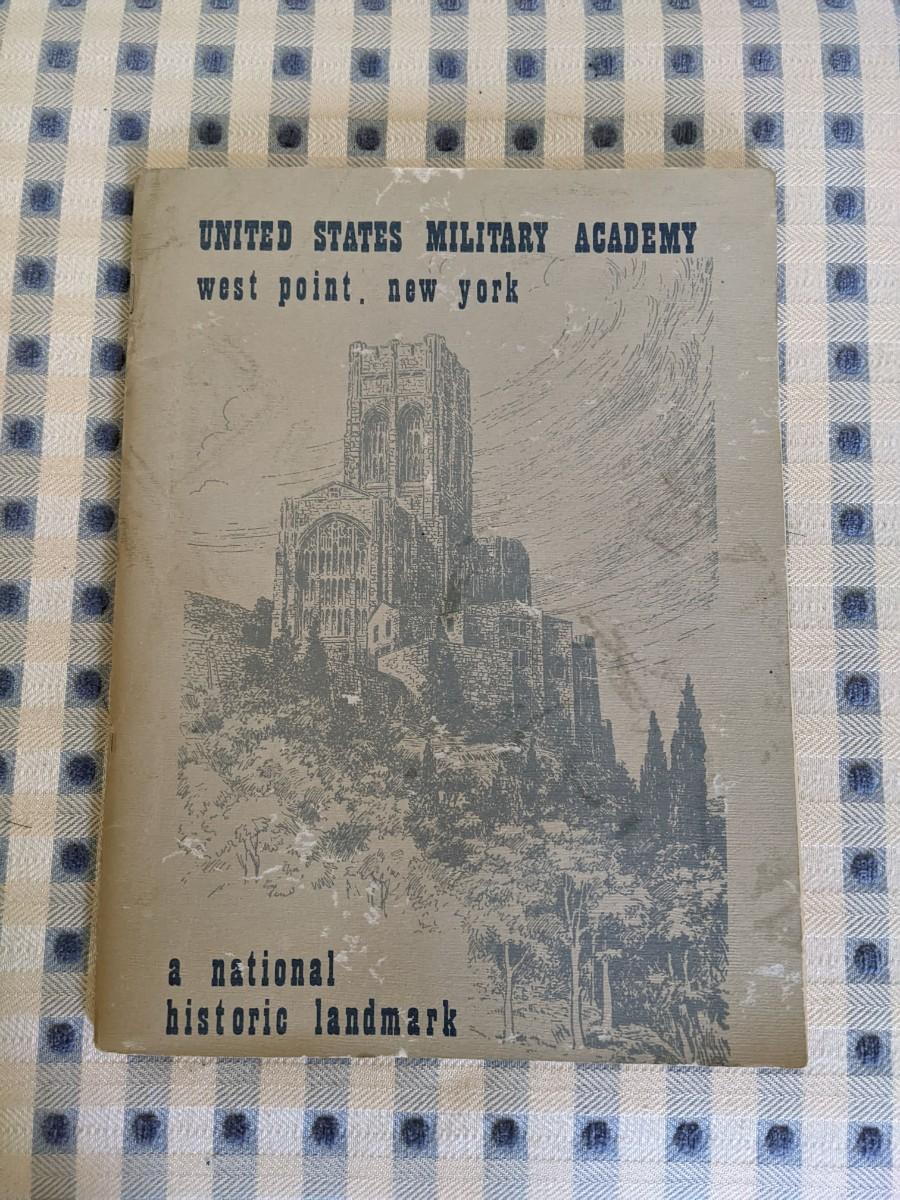 UNITED STATES MILITARY ACADEMY
west point, new york
a national
historic landmark